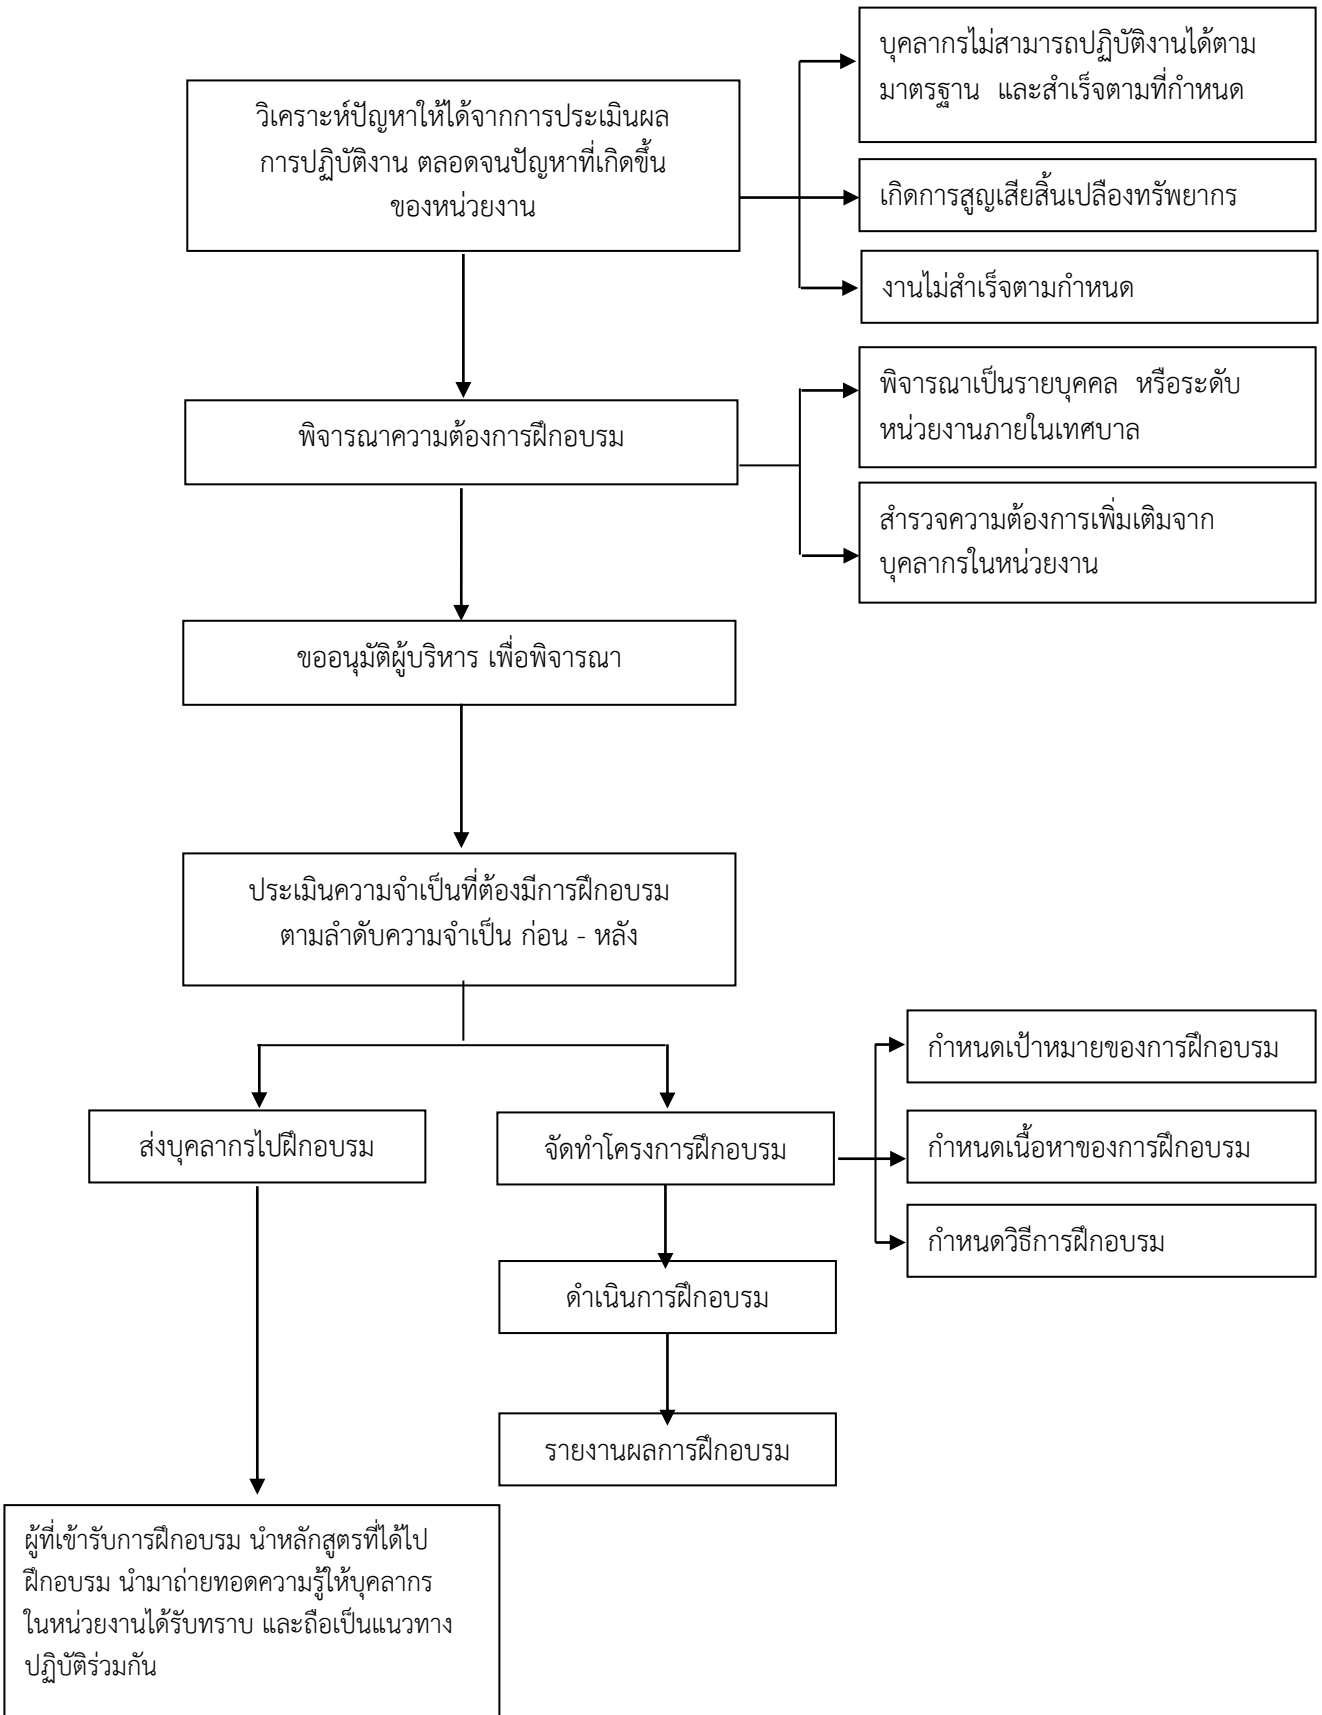 บุคลากรไม่สามารถปฏิบัติงานได้ตาม
มาตรฐาน และสำเร็จตามที่กำหนด
วิเคราะห์ปัญหาให้ได้จากการประเมินผล
การปฏิบัติงาน ตลอดจนปัญหาที่เกิดขึ้น
ของหน่วยงาน
เกิดการสูญเสียสิ้นเปลืองทรัพยากร
งานไม่สำเร็จตามกำหนด
พิจารณาความต้องการฝึกอบรม
พิจารณาเป็นรายบุคคล หรือระดับ
หน่วยงานภายในเทศบาล
สำรวจความต้องการเพิ่มเติมจาก
บุคลากรในหน่วยงาน
ขออนุมัติผู้บริหาร เพื่อพิจารณา
ประเมินความจำเป็นที่ต้องมีการฝึกอบรม
ตามลำดับความจำเป็น ก่อน - หลัง
ส่งบุคลากรไปฝึกอบรม
จัดทำโครงการฝึกอบรม
กำหนดเป้าหมายของการฝึกอบรม
กำหนดเนื้อหาของการฝึกอบรม
กำหนดวิธีการฝึกอบรม
ดำเนินการฝึกอบรม
รายงานผลการฝึกอบรม
ผู้ที่เข้ารับการฝึกอบรม นำหลักสูตรที่ได้ไป
ฝึกอบรม นำมาถ่ายทอดความรู้ให้บุคลากร
ในหน่วยงานได้รับทราบ และถือเป็นแนวทาง
ปฏิบัติร่วมกัน